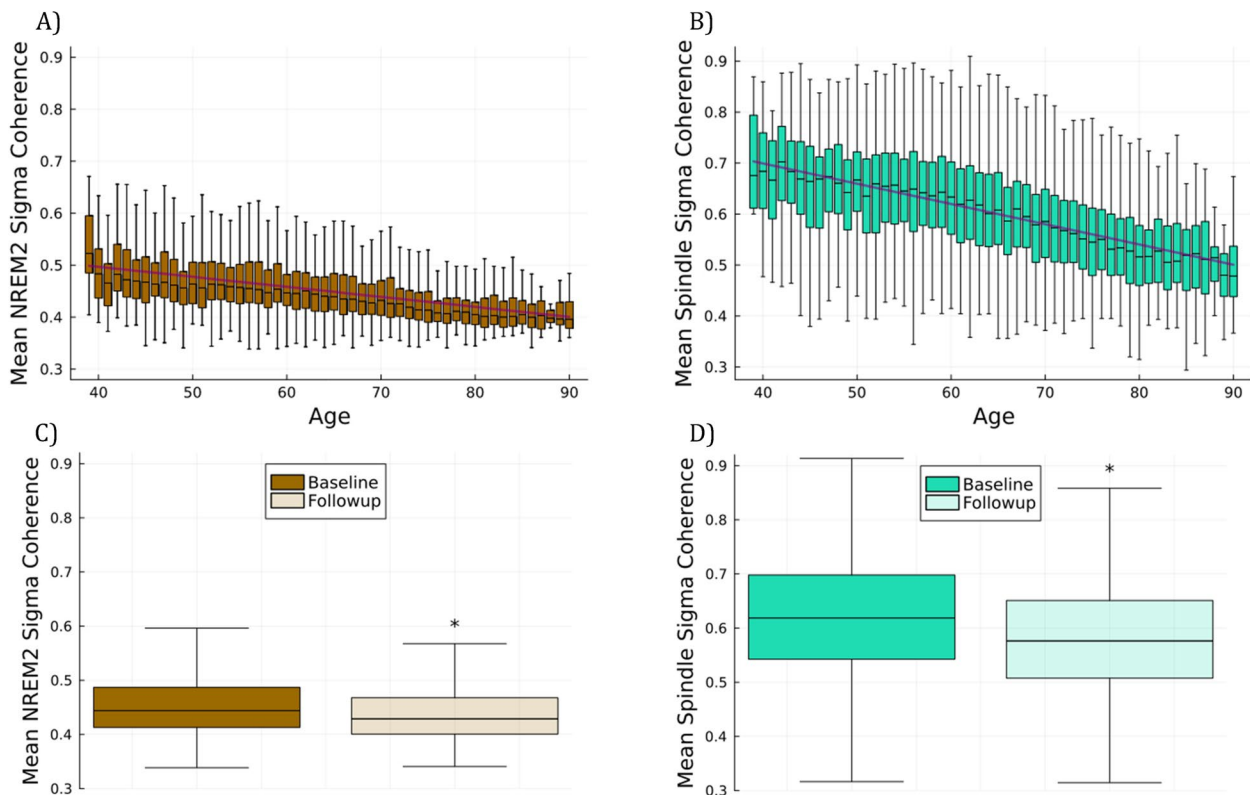 A)
Mean NREM2 Sigma Coherence
0.9
0.8
0.7
0.6
0.5
0.4
0.3
40 50 60 70 80 90
Age
B)
Mean Spindle Sigma Coherence
0.9
0.8
0.7
0.6
0.5
0.4
0.3
40 50 60 70 80 90
Age
C)
Mean NREM2 Sigma Coherence
0.9
0.8
0.7
0.6
0.5
0.4
0.3
Baseline
Followup
*
D)
Mean Spindle Sigma Coherence
0.9
0.8
0.7
0.6
0.5
0.4
0.3
Baseline
Followup
*